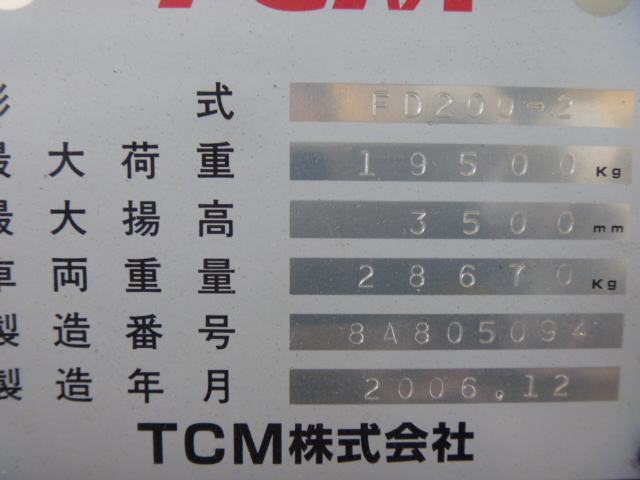 TCM
形式 FD200-2
最大荷重 19500 Kg
最大揚高 3500 mm
車両重量 28670 Kg
製造番号 8A805094
製造年月 2006.12
TCM株式会社